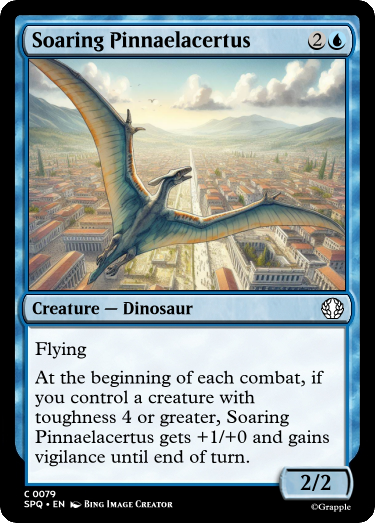 Soaring Pinnaelacertus 2
Creature — Dinosaur
Flying
At the beginning of each combat, if
you control a creature with
toughness 4 or greater, Soaring
Pinnaelacertus gets +1/+0 and gains
vigilance until end of turn.
2/2
C 0079
SPQ • EN Bing Image Creator
©Grapple